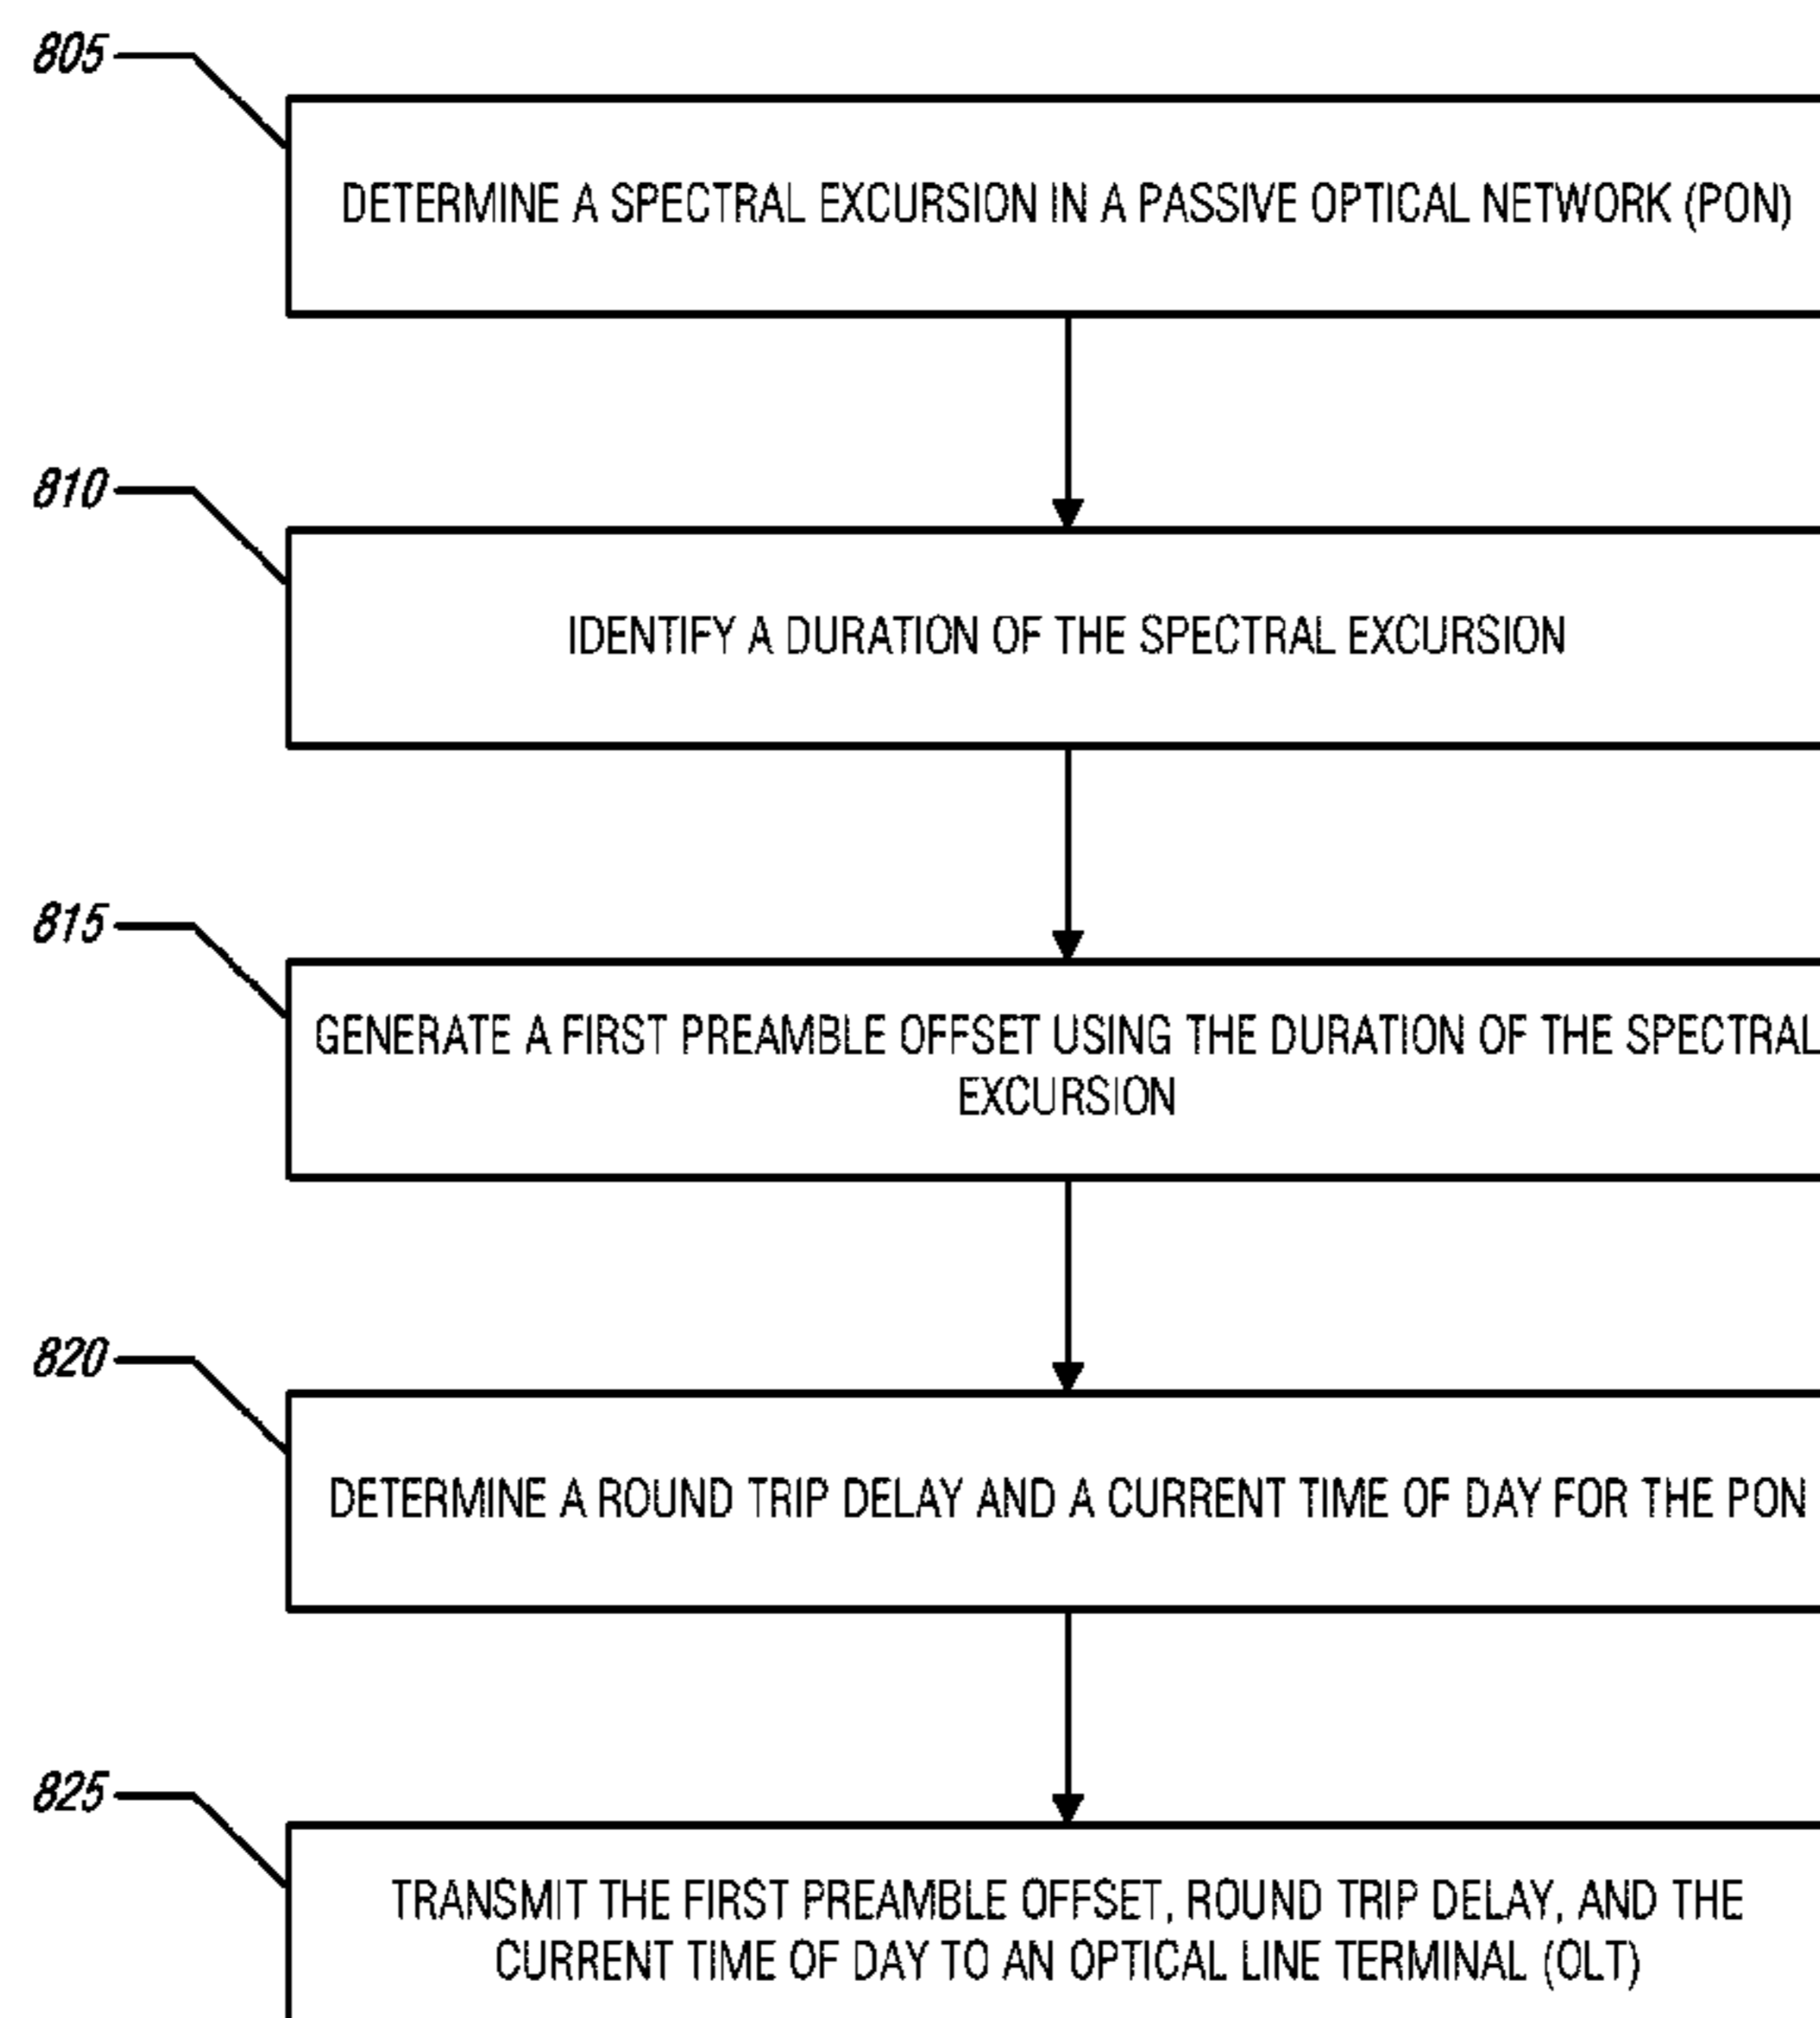 805
DETERMINE A SPECTRAL EXCURSION IN A PASSIVE OPTICAL NETWORK (PON)
810
IDENTIFY A DURATION OF THE SPECTRAL EXCURSION
815
GENERATE A FIRST PREAMBLE OFFSET USING THE DURATION OF THE SPECTRAL
EXCURSION
820
DETERMINE A ROUND TRIP DELAY AND A CURRENT TIME OF DAY FOR THE PON
825
TRANSMIT THE FIRST PREAMBLE OFFSET, ROUND TRIP DELAY, AND THE
CURRENT TIME OF DAY TO AN OPTICAL LINE TERMINAL (OLT)